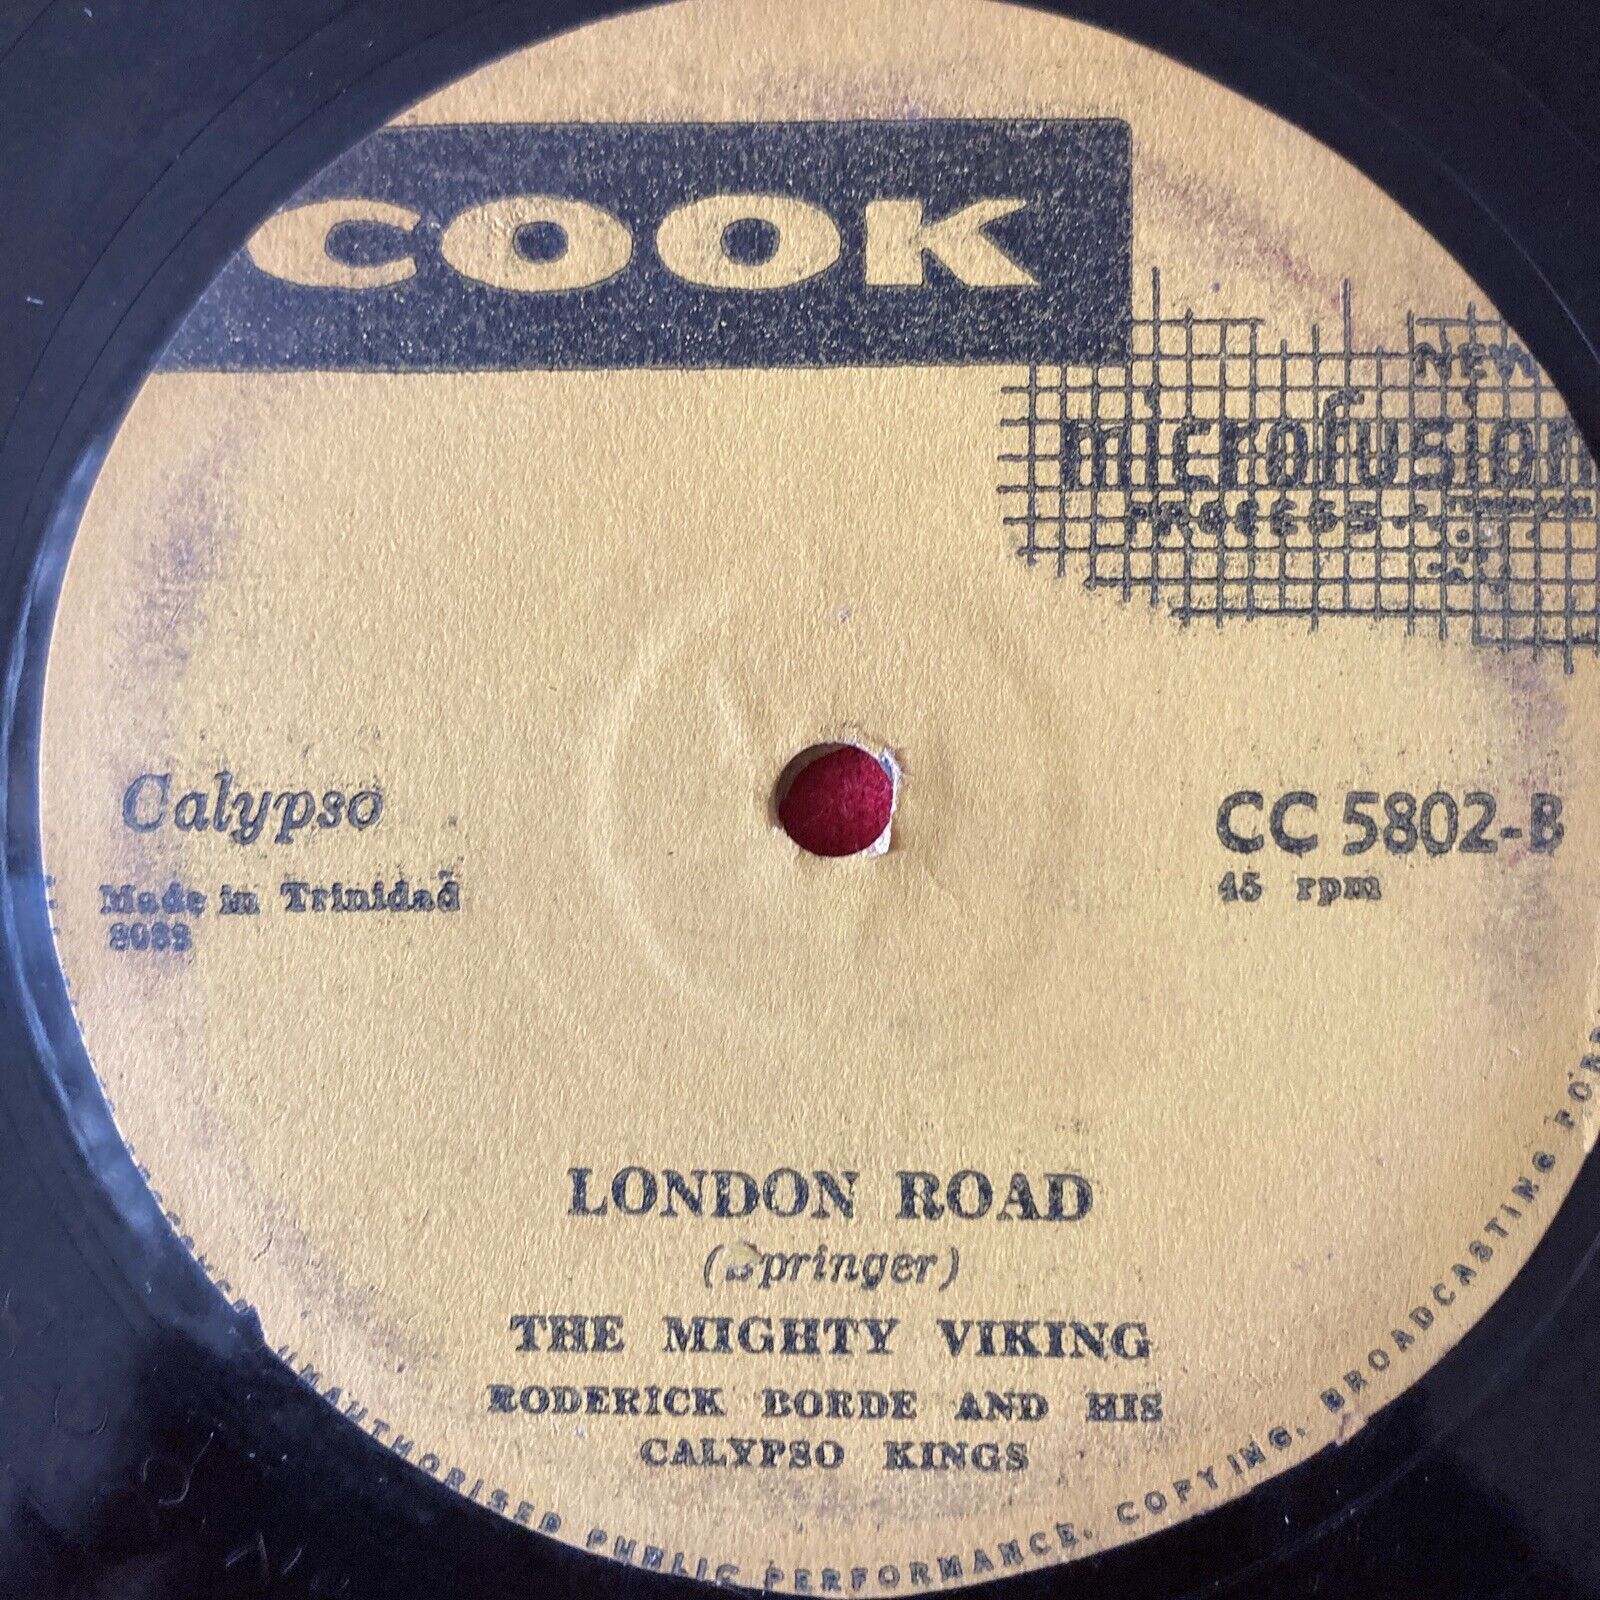 COOK
NEW
microfusion
PROCESS
Calypso
Made in Trinidad
CC 5802-B
45 rpm
LONDON ROAD
(Springer)
THE MIGHTY VIKING
RODERICK BORDE AND HIS
CALYPSO KINGS
UNAUTHORISED PUBLIC PERFORMANCE, COPYING, BROADCASTING